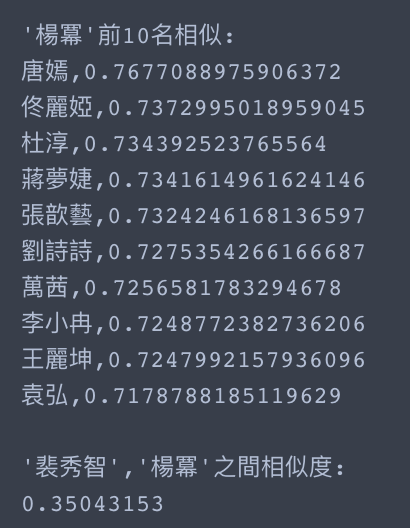 '楊冪'前10名相似:
唐嫣,0.7677088975906372
佟麗婭,0.7372995018959045
杜淳,0.734392523765564
蔣夢婕,0.7341614961624146
張歆藝,0.7324246168136597
劉詩詩,0.7275354266166687
萬茜,0.7256581783294678
李小冉,0.7248772382736206
王麗坤,0.7247992157936096
袁弘,0.7178788185119629
'裴秀智','楊冪'之間相似度:
0.35043153